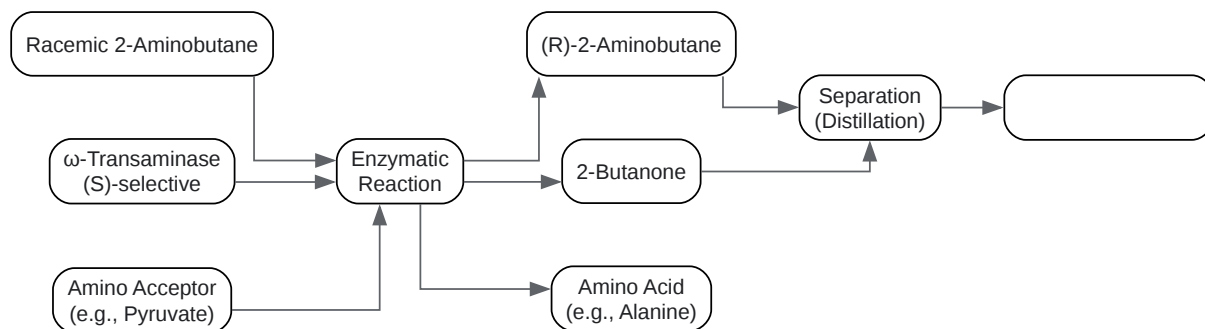 Racemic 2-Aminobutane
(R)-2-Aminobutane
Separation
(Distillation)
ω-Transaminase
(S)-selective
Enzymatic
Reaction
2-Butanone
Amino Acceptor
(e.g., Pyruvate)
Amino Acid
(e.g., Alanine)